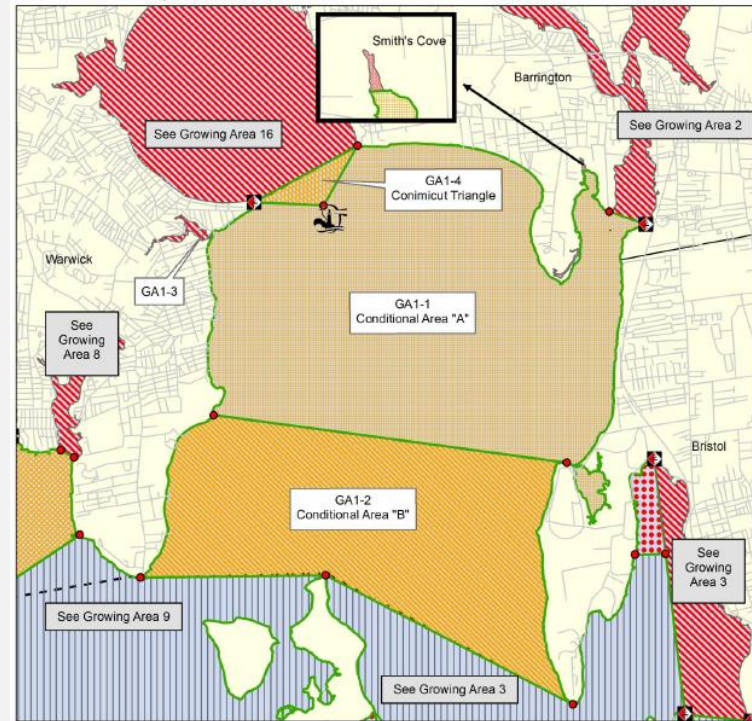 Smith's Cove
Barrington
See Growing Area 16
See Growing Area 2
GA1-4
Conimicut Triangle
Warwick
GA1-3
GA1-1
Conditional Area "A"
See
Growing
Area 8
Bristol
GA1-2
Conditional Area "B"
See
Growing
Area 3
See Growing Area 9
See Growing Area 3